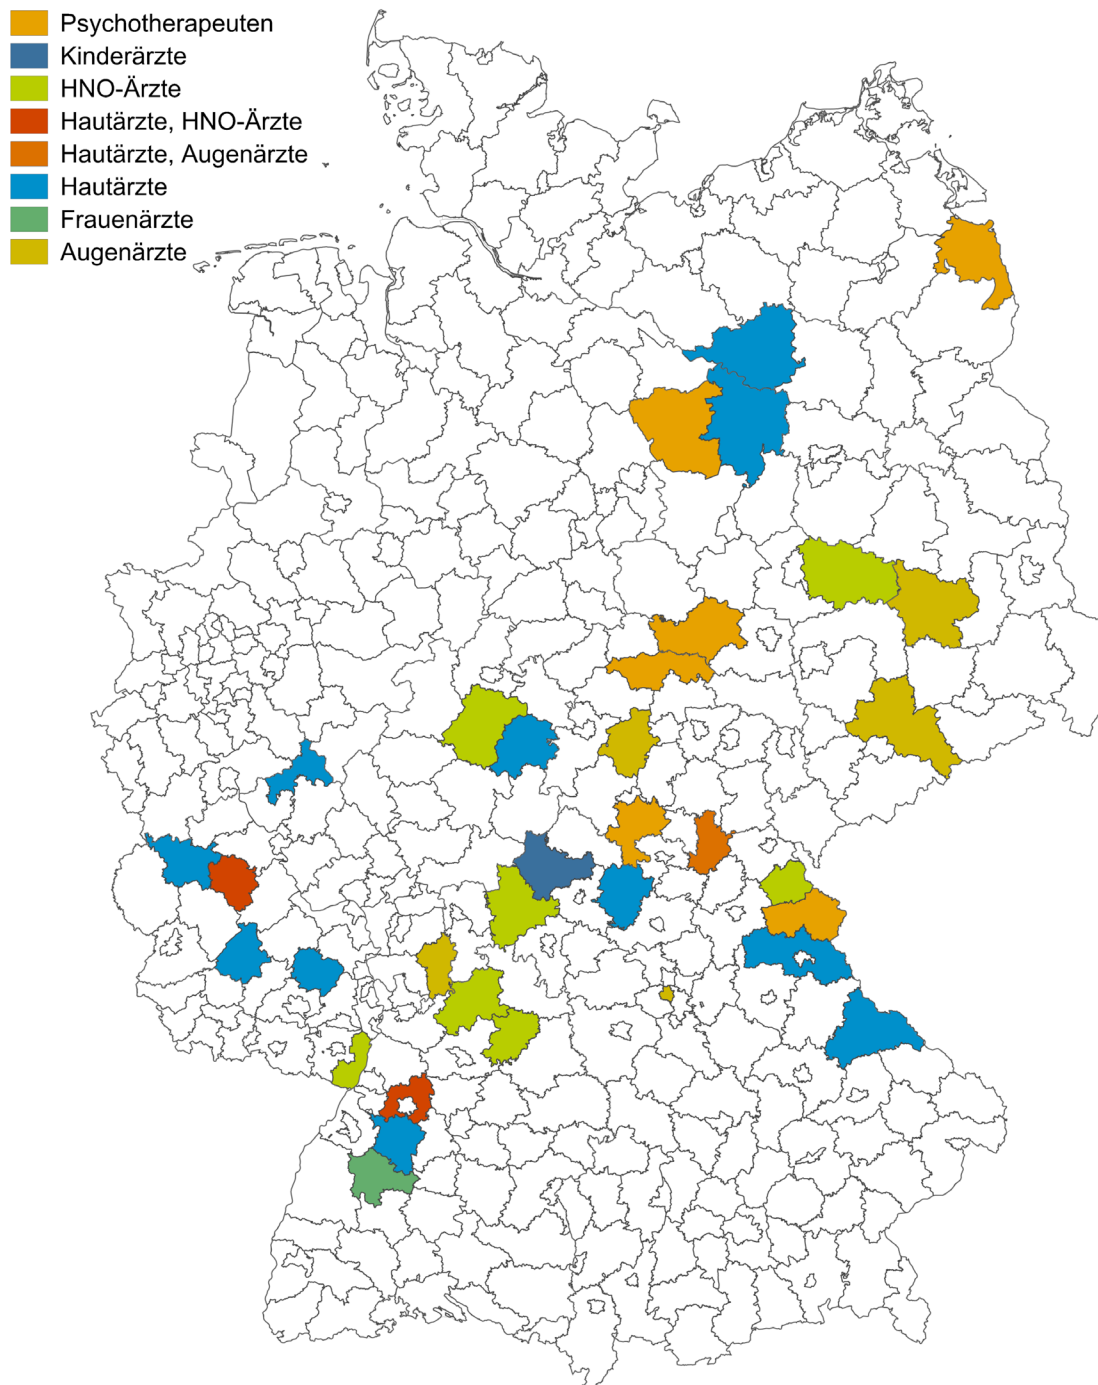 Psychotherapeuten
Kinderärzte
HNO-Ärzte
Hautärzte, HNO-Ärzte
Hautärzte, Augenärzte
Hautärzte
Frauenärzte
Augenärzte